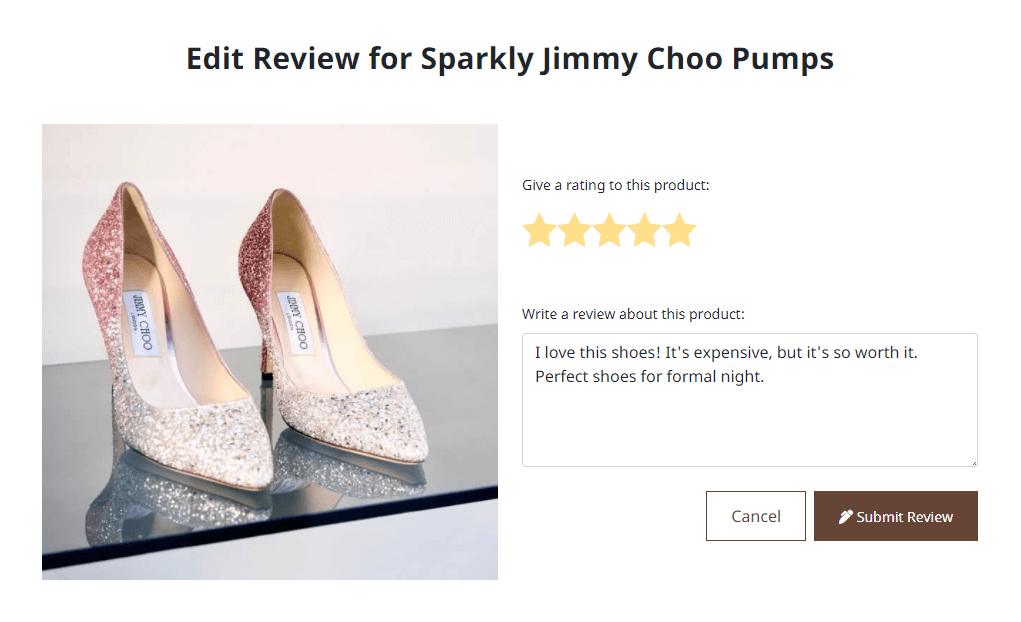 Edit Review for Sparkly Jimmy Choo Pumps
Give a rating to this product:
Write a review about this product:
I love this shoes! It's expensive, but it's so worth it.
Perfect shoes for formal night.
Cancel
Submit Review
JIMMY CHOO
LONDON
JIMMY CHOO
LONDON